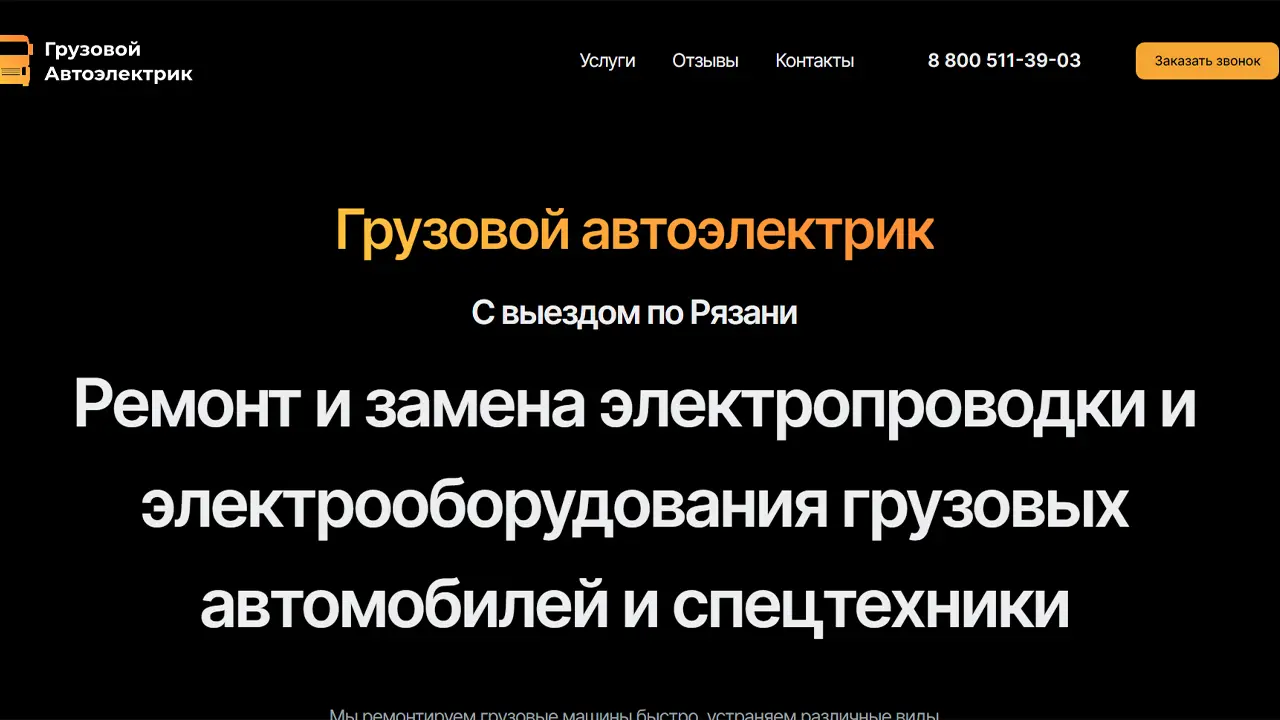 Грузовой
Автоэлектрик
Услуги Отзывы Контакты 8 800 511-39-03 Заказать звонок
Грузовой автоэлектрик
С выездом по Рязани
Ремонт и замена электропроводки и
электрооборудования грузовых
автомобилей и спецтехники
Мы ремонтируем грузовые машины быстро, устраняем различные виды